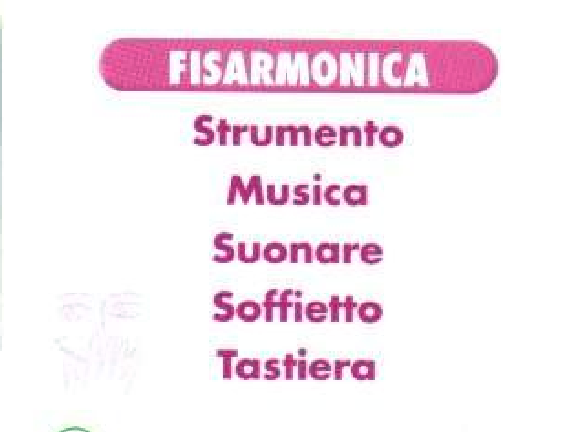 FISARMONICA
Strumento
Musica
Suonare
Soffietto
Tastiera